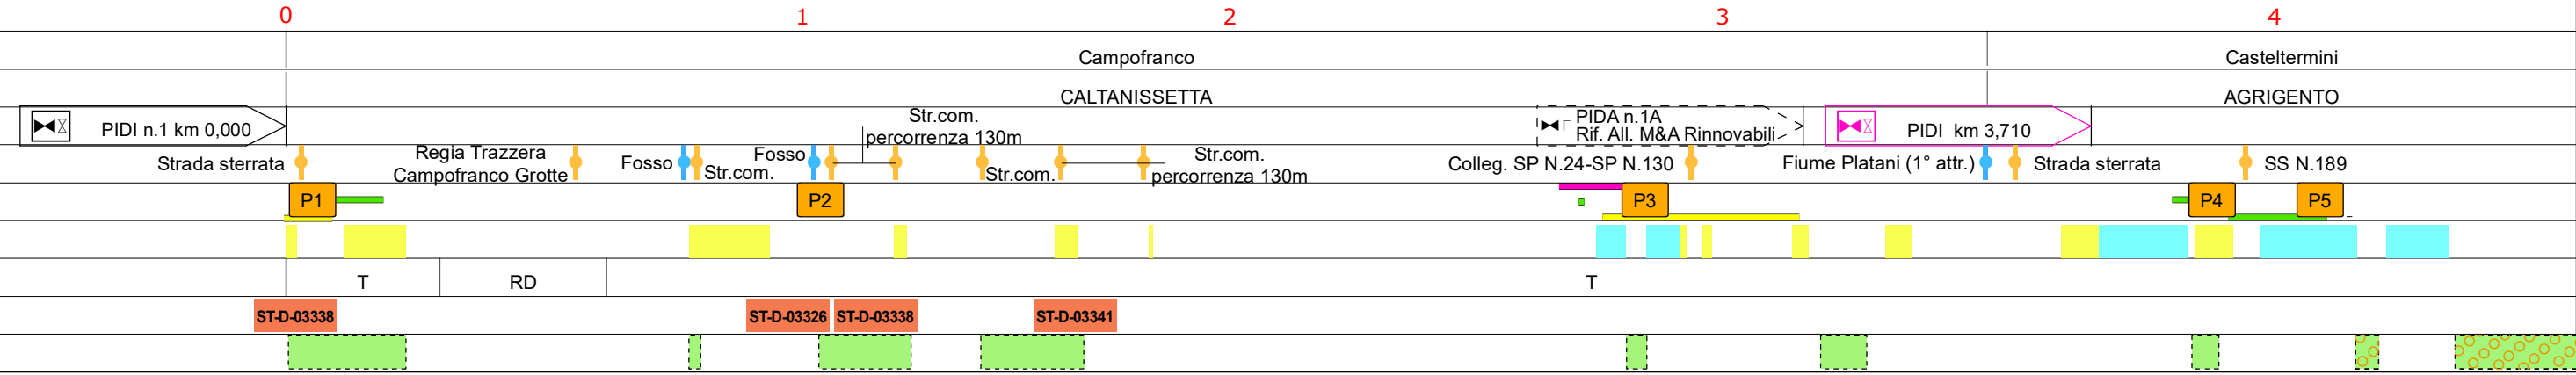 0 1 2 3 4
Campofranco Casteltermini
CALTANISSETTA AGRIGENTO
PIDI n.1 km 0,000
Str.com.
percorrenza 130m
PIDA n.1A
Rif. All. M&A Rinnovabili
PIDI km 3,710
Strada sterrata
Regia Trazzera
Campofranco Grotte
Fosso
Str.com.
Fosso
Str.com.
Str.com.
percorrenza 130m
Colleg. SP N.24-SP N.130
Fiume Platani (1° attr.)
Strada sterrata
SS N.189
P1 P2 P3 P4 P5
T RD T
ST-D-03338 ST-D-03326 ST-D-03338 ST-D-03341